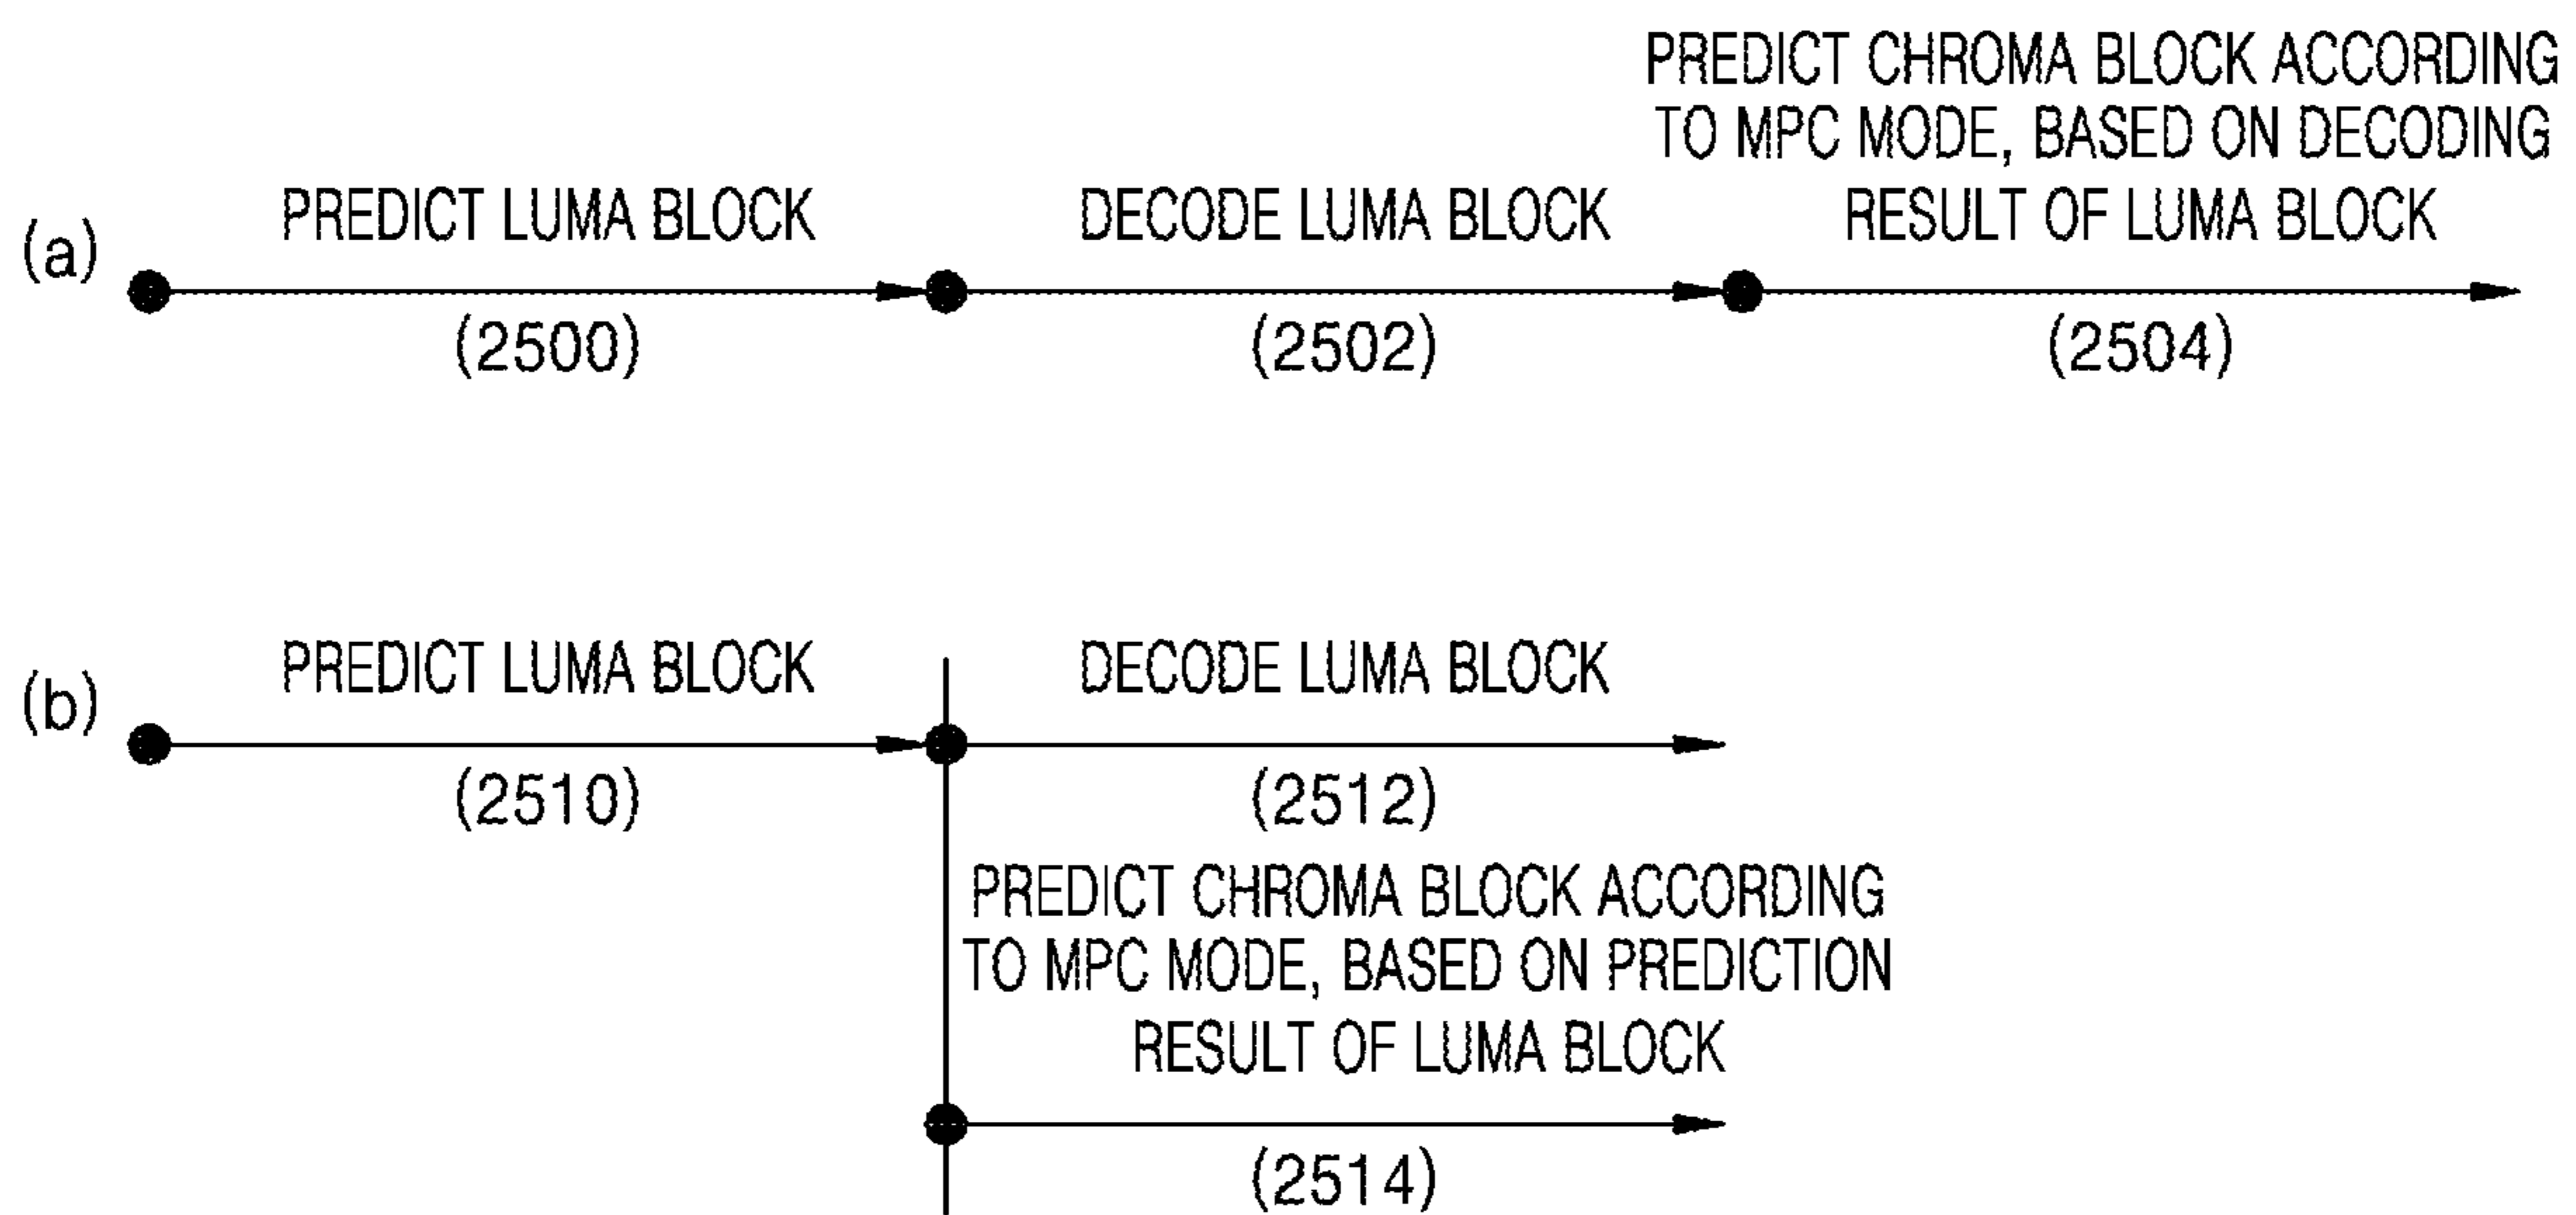 (a)
PREDICT LUMA BLOCK
(2500)
DECODE LUMA BLOCK
(2502)
PREDICT CHROMA BLOCK ACCORDING
TO MPC MODE, BASED ON DECODING
RESULT OF LUMA BLOCK
(2504)
(b)
PREDICT LUMA BLOCK
(2510)
DECODE LUMA BLOCK
(2512)
PREDICT CHROMA BLOCK ACCORDING
TO MPC MODE, BASED ON PREDICTION
RESULT OF LUMA BLOCK
(2514)